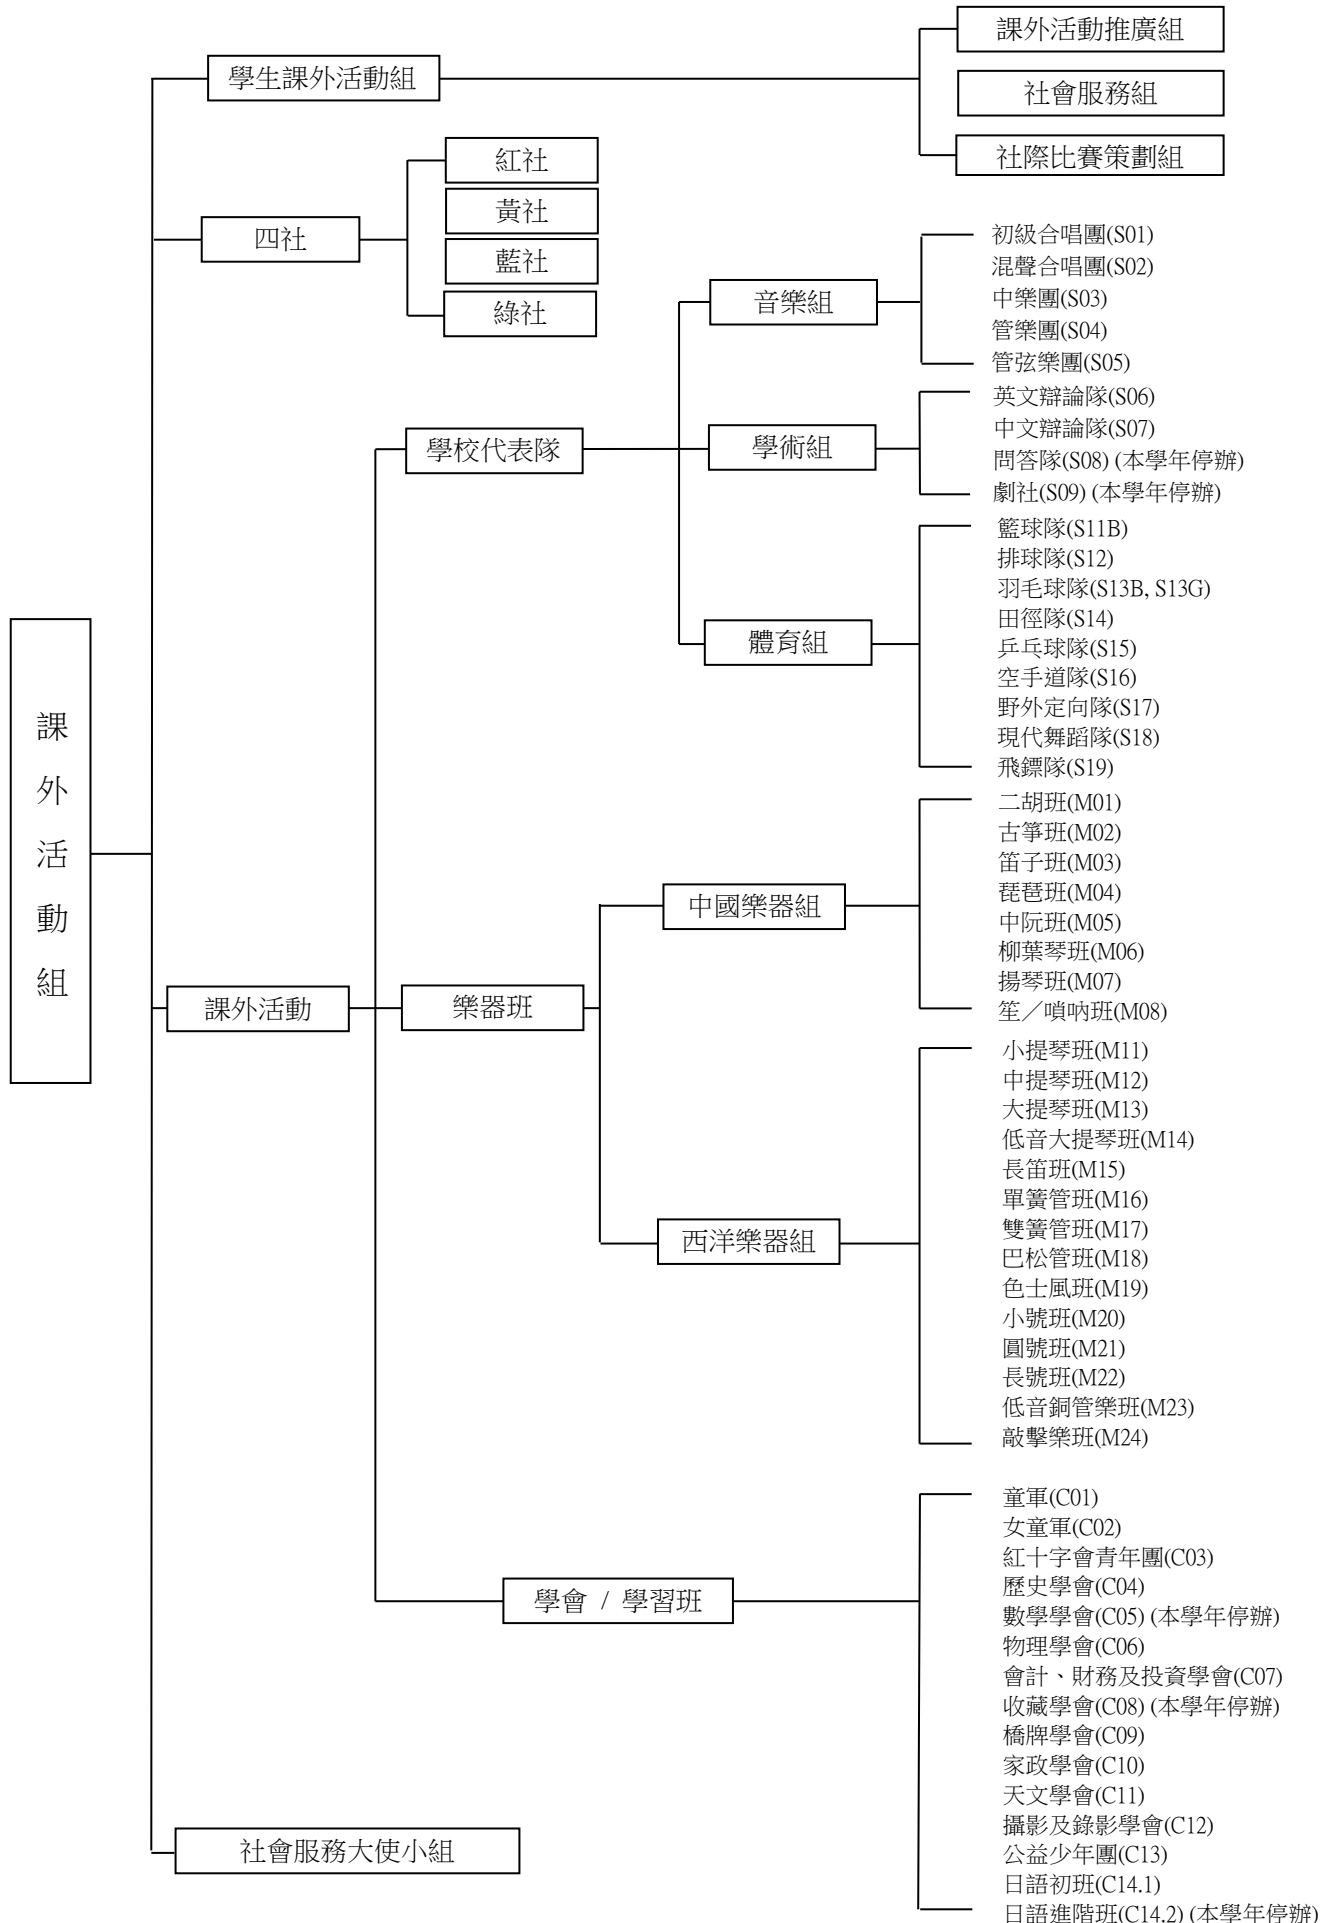 課外活動組
學生課外活動組
課外活動推廣組
社會服務組
社際比賽策劃組
四社
紅社
黃社
藍社
綠社
課外活動
學校代表隊
音樂組
初級合唱團(S01)
混聲合唱團(S02)
中樂團(S03)
管樂團(S04)
管弦樂團(S05)
學術組
英文辯論隊(S06)
中文辯論隊(S07)
問答隊(S08) (本學年停辦)
劇社(S09) (本學年停辦)
體育組
籃球隊(S11B)
排球隊(S12)
羽毛球隊(S13B, S13G)
田徑隊(S14)
乒乓球隊(S15)
空手道隊(S16)
野外定向隊(S17)
現代舞蹈隊(S18)
飛鏢隊(S19)
樂器班
中國樂器組
二胡班(M01)
古箏班(M02)
笛子班(M03)
琵琶班(M04)
中阮班(M05)
柳葉琴班(M06)
揚琴班(M07)
笙／嗩吶班(M08)
西洋樂器組
小提琴班(M11)
中提琴班(M12)
大提琴班(M13)
低音大提琴班(M14)
長笛班(M15)
單簧管班(M16)
雙簧管班(M17)
巴松管班(M18)
色士風班(M19)
小號班(M20)
圓號班(M21)
長號班(M22)
低音銅管樂班(M23)
敲擊樂班(M24)
學會 / 學習班
童軍(C01)
女童軍(C02)
紅十字會青年團(C03)
歷史學會(C04)
數學學會(C05) (本學年停辦)
物理學會(C06)
會計、財務及投資學會(C07)
收藏學會(C08) (本學年停辦)
橋牌學會(C09)
家政學會(C10)
天文學會(C11)
攝影及錄影學會(C12)
公益少年團(C13)
日語初班(C14.1)
日語進階班(C14.2) (本學年停辦)
社會服務大使小組